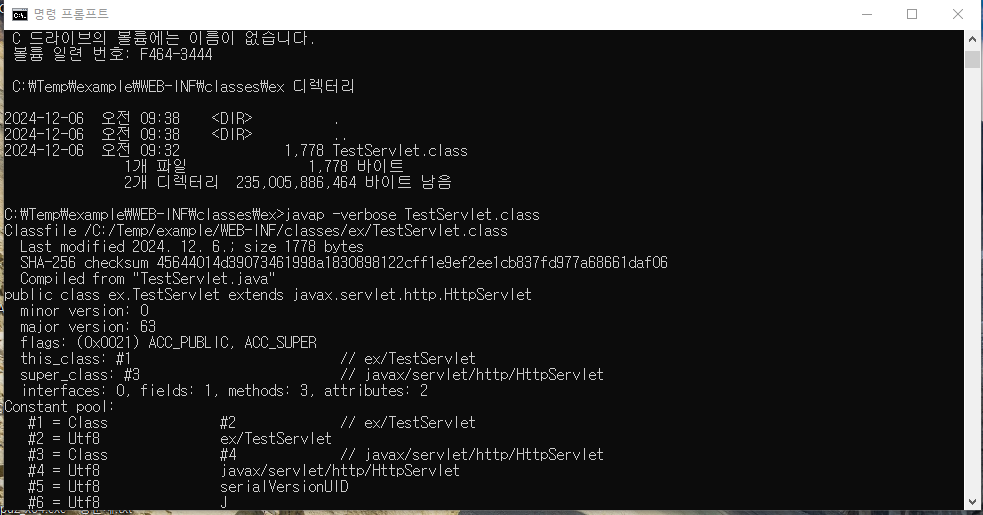 명령 프롬프트
C 드라이브의 볼륨에는 이름이 없습니다.
볼륨 일련 번호: F464-3444
C:₩Temp₩example₩WEB-INF₩classes₩ex 디렉터리
2024-12-06 오전 09:38 <DIR> .
2024-12-06 오전 09:38 <DIR> ..
2024-12-06 오전 09:32 1,778 TestServlet.class
1개 파일 1,778 바이트
2개 디렉터리 235,005,886,464 바이트 남음
C:₩Temp₩example₩WEB-INF₩classes₩ex>javap -verbose TestServlet.class
Classfile /C:/Temp/example/WEB-INF/classes/ex/TestServlet.class
Last modified 2024. 12. 6.; size 1778 bytes
SHA-256 checksum 45644014d39073461998a1830898122cff1e9ef2ee1cb837fd977a68661daf06
Compiled from "TestServlet.java"
public class ex.TestServlet extends javax.servlet.http.HttpServlet
minor version: 0
major version: 63
flags: (0x0021) ACC_PUBLIC, ACC_SUPER
this_class: #1 // ex/TestServlet
super_class: #3 // javax/servlet/http/HttpServlet
interfaces: 0, fields: 1, methods: 3, attributes: 2
Constant pool:
#1 = Class #2 // ex/TestServlet
#2 = Utf8 ex/TestServlet
#3 = Class #4 // javax/servlet/http/HttpServlet
#4 = Utf8 javax/servlet/http/HttpServlet
#5 = Utf8 serialVersionUID
#6 = Utf8 J